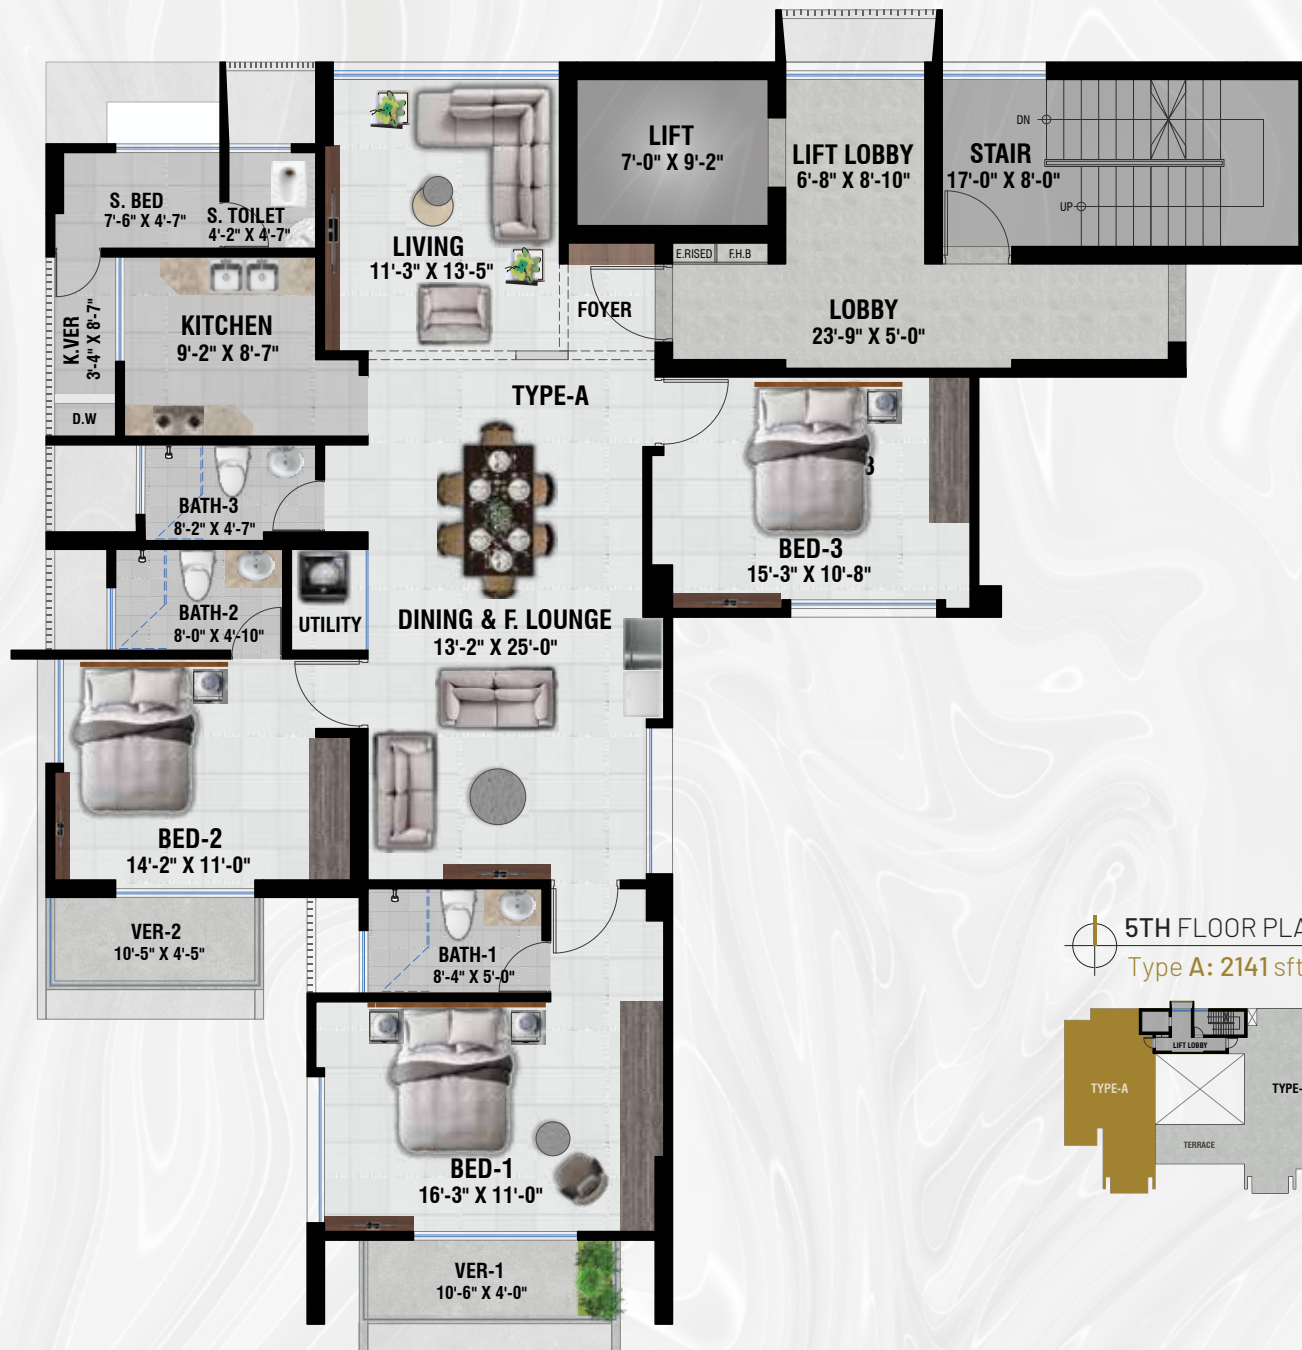 LIFT
7'-0" X 9'-2"
LIFT LOBBY
6'-8" X 8'-10"
DN
STAIR
17'-0" X 8'-0"
UP
S. BED
7'-6" X 4'-7"
S. TOILET
4'-2" X 4'-7"
LIVING
11'-3" X 13'-5"
E.RISED
F.H.B
FOYER
LOBBY
23'-9" X 5'-0"
K.VER
3'-4" X 8'-7"
KITCHEN
9'-2" X 8'-7"
D.W
TYPE-A
BATH-3
8'-2" X 4'-7"
3
BED-3
15'-3" X 10'-8"
BATH-2
8'-0" X 4'-10"
UTILITY
DINING & F. LOUNGE
13'-2" X 25'-0"
BED-2
14'-2" X 11'-0"
VER-2
10'-5" X 4'-5"
BATH-1
8'-4" X 5'-0"
BED-1
16'-3" X 11'-0"
VER-1
10'-6" X 4'-0"
5TH FLOOR PLA
Type A: 2141 sft
LIFT LOBBY
TYPE-A
TYPE-
TERRACE